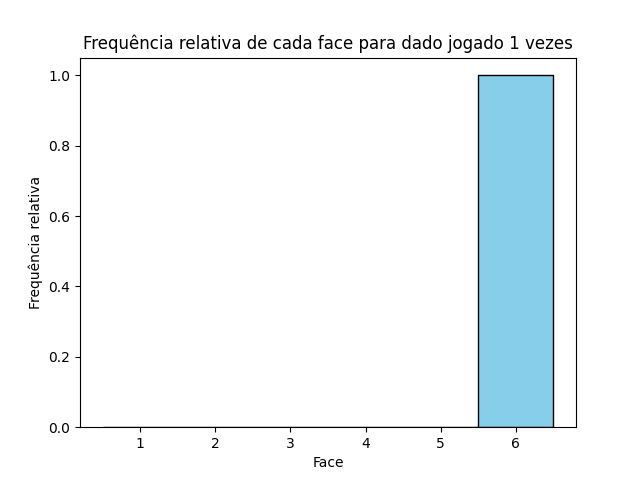 Frequência relativa de cada face para dado jogado 1 vezes
1.0
0.8
0.6
0.4
0.2
0.0
Frequência relativa
1 2 3 4 5 6
Face